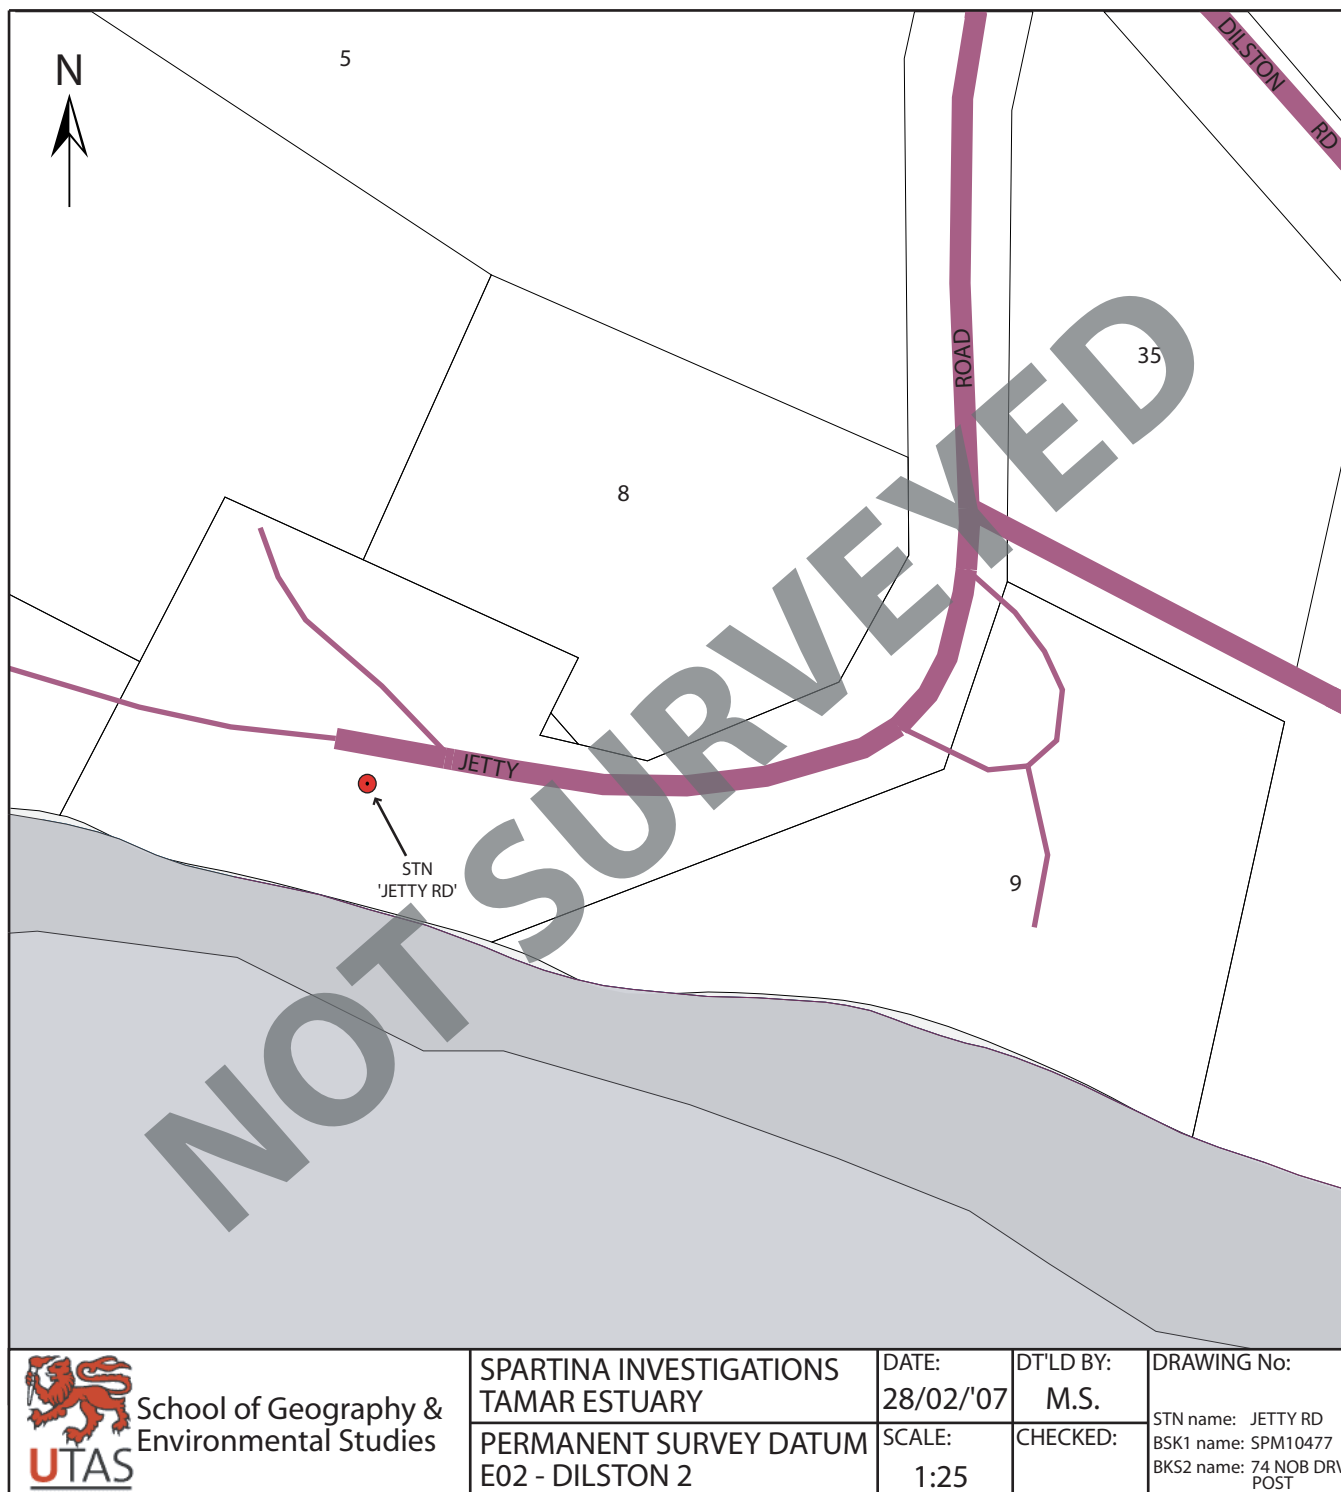 N
5
DILSTON RD
35
ROAD
8
JETTY
STN
'JETTY RD'
9
NOT SURVEYED
UTAS
School of Geography &
Environmental Studies
SPARTINA INVESTIGATIONS
TAMAR ESTUARY
PERMANENT SURVEY DATUM
E02 - DILSTON 2
DATE:
28/02/'07
SCALE:
1:25
DT'LD BY:
M.S.
CHECKED:
DRAWING No:
STN name: JETTY RD
BSK1 name: SPM10477
BKS2 name: 74 NOB DRV
POST